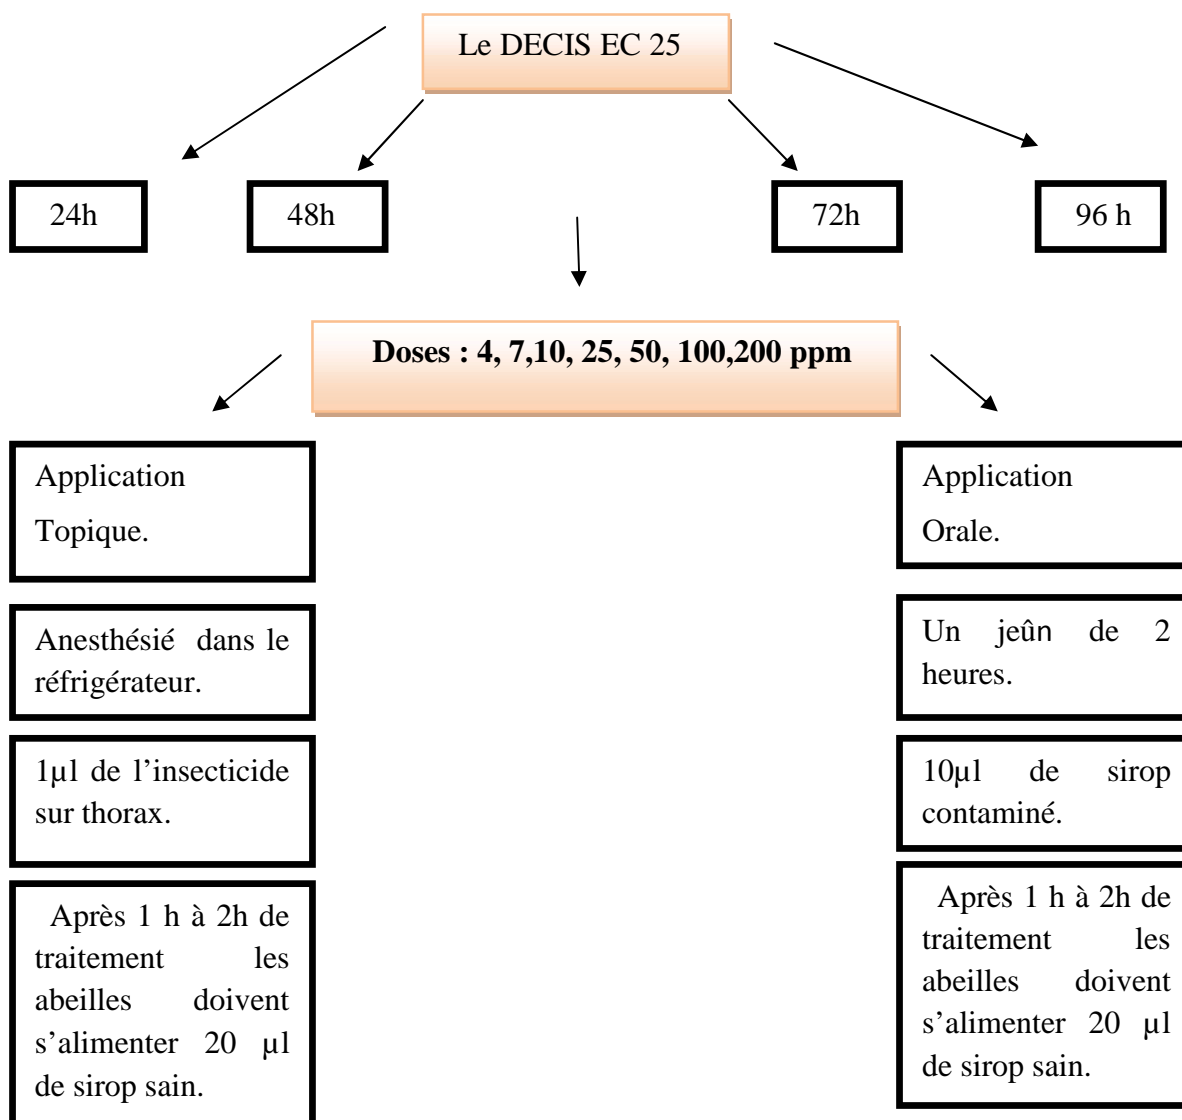 Le DECIS EC 25
24h
48h
72h
96 h
Doses : 4, 7,10, 25, 50, 100,200 ppm
Application
Topique.
Application
Orale.
Anesthésié dans le
réfrigérateur.
Un jeûn de 2
heures.
1µl de l’insecticide
sur thorax.
10µl de sirop
contaminé.
Après 1 h à 2h de
traitement les
abeilles doivent
s’alimenter 20 µl
de sirop sain.
Après 1 h à 2h de
traitement les
abeilles doivent
s’alimenter 20 µl
de sirop sain.